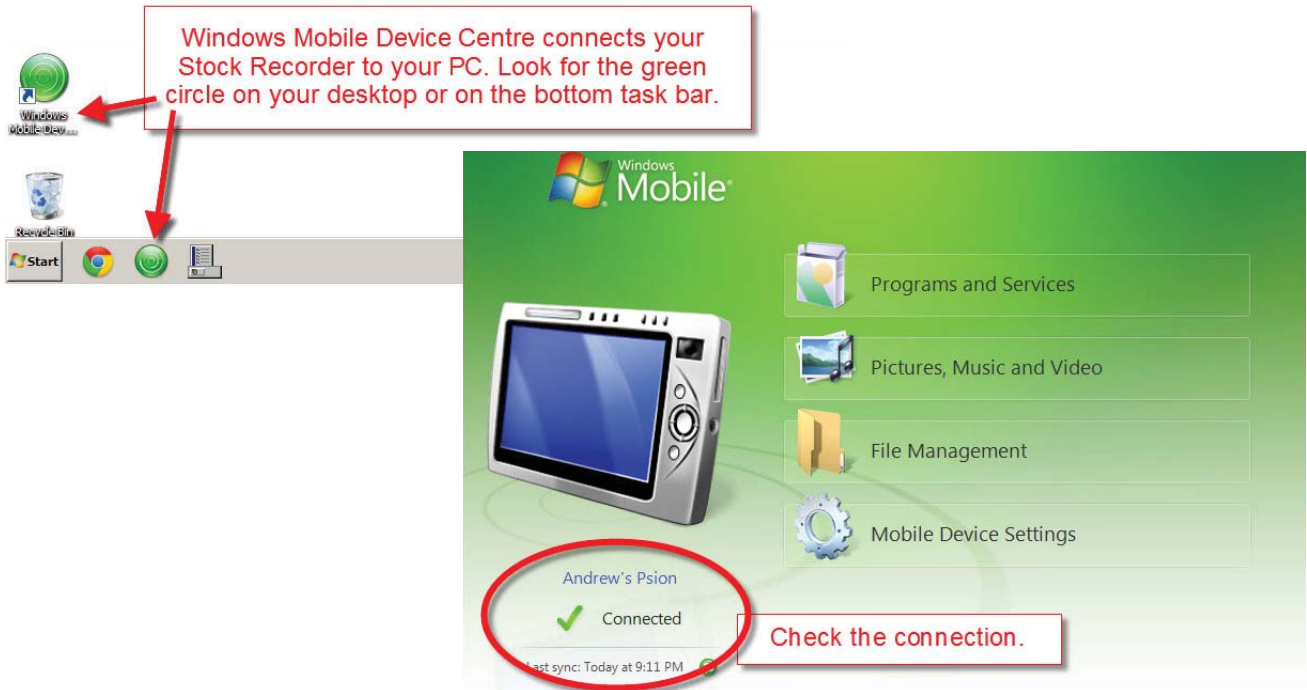 Windows Mobile Device Centre connects your
Stock Recorder to your PC. Look for the green
circle on your desktop or on the bottom task bar.
Windows
Mobile Dev...
Recycle Bin
Start
Windows
Mobile
Programs and Services
Pictures, Music and Video
File Management
Mobile Device Settings
Andrew's Psion
Connected
Last sync: Today at 9:11 PM
Check the connection.